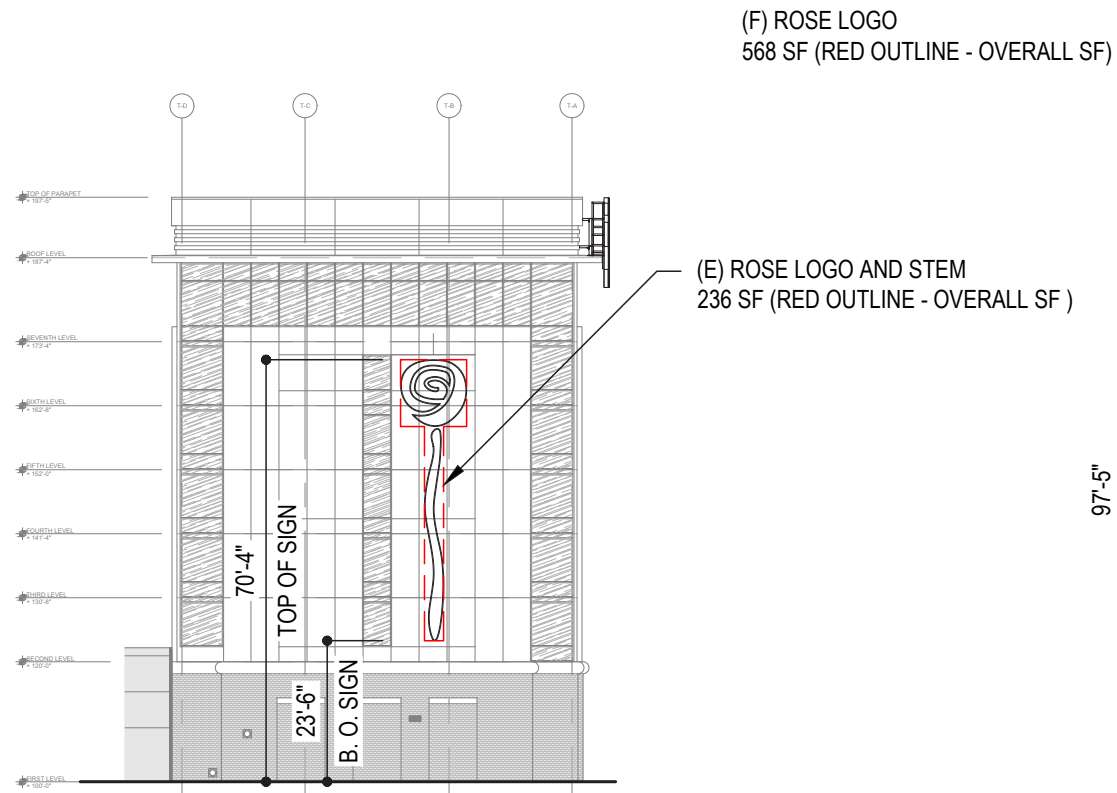 (F) ROSE LOGO
568 SF (RED OUTLINE - OVERALL SF)
T-D
T-C
T-B
T-A
TOP OF PARAPET
+ 197'-5"
ROOF LEVEL
+ 187'-4"
(E) ROSE LOGO AND STEM
236 SF (RED OUTLINE - OVERALL SF )
SEVENTH LEVEL
+ 173'-4"
SIXTH LEVEL
+ 162'-8"
FIFTH LEVEL
+ 152'-0"
97'-5"
FOURTH LEVEL
+ 141'-4"
70'-4"
TOP OF SIGN
THIRD LEVEL
+ 130'-8"
SECOND LEVEL
+ 120'-0"
23'-6"
B. O. SIGN
FIRST LEVEL
+ 100'-0"